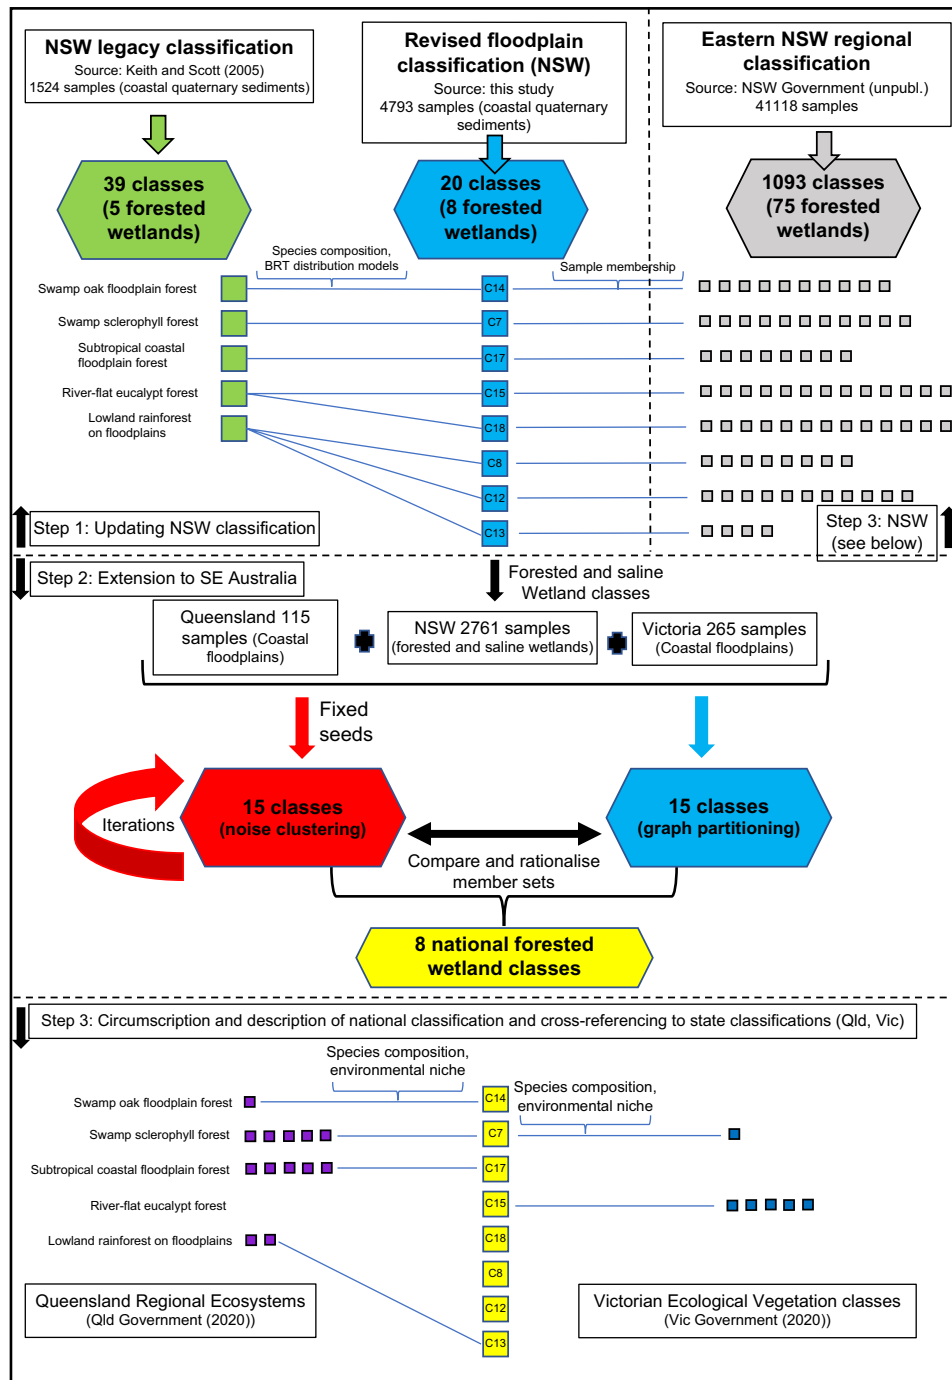 NSW legacy classification
Source: Keith and Scott (2005)
1524 samples (coastal quaternary sediments)
Revised floodplain
classification (NSW)
Source: this study
4793 samples (coastal quaternary
sediments)
Eastern NSW regional
classification
Source: NSW Government (unpubl.)
41118 samples
39 classes
(5 forested
wetlands)
20 classes
(8 forested
wetlands)
1093 classes
(75 forested
wetlands)
Species composition,
BRT distribution models
Sample membership
Swamp oak floodplain forest
C14
Swamp sclerophyll forest
C7
Subtropical coastal
floodplain forest
C17
River-flat eucalypt forest
C15
Lowland rainforest
on floodplains
C18
C8
C12
C13
Step 1: Updating NSW classification
Step 3: NSW
(see below)
Step 2: Extension to SE Australia
Forested and saline
Wetland classes
Queensland 115
samples (Coastal
floodplains)
NSW 2761 samples
(forested and saline wetlands)
Victoria 265 samples
(Coastal floodplains)
Fixed
seeds
Iterations
15 classes
(noise clustering)
15 classes
(graph partitioning)
Compare and rationalise
member sets
8 national forested
wetland classes
Step 3: Circumscription and description of national classification and cross-referencing to state classifications (Qld, Vic)
Species composition,
environmental niche
Species composition,
environmental niche
Swamp oak floodplain forest
C14
Swamp sclerophyll forest
C7
Subtropical coastal floodplain forest
C17
River-flat eucalypt forest
C15
Lowland rainforest on floodplains
C18
C8
C12
C13
Queensland Regional Ecosystems
(Qld Government (2020))
Victorian Ecological Vegetation classes
(Vic Government (2020))